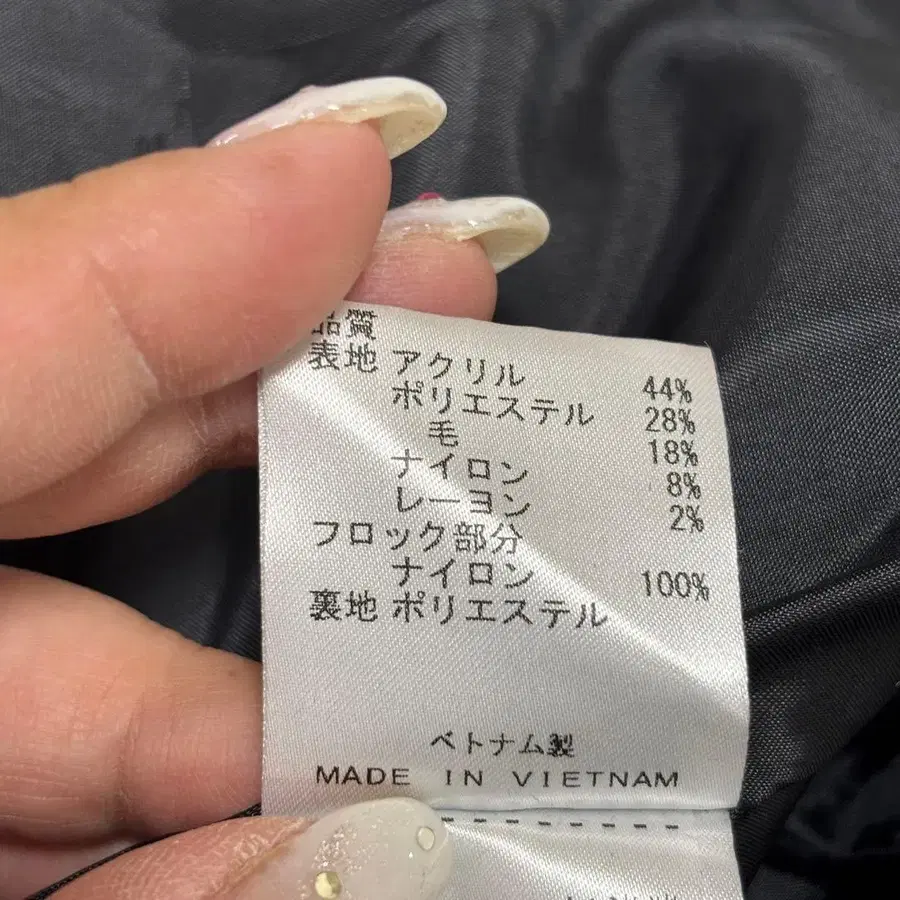 品質
表地 アクリル 44%
ポリエステル 28%
毛 18%
ナイロン 8%
レーヨン 2%
フロック部分
ナイロン 100%
裏地 ポリエステル
ベトナム製
MADE IN VIETNAM